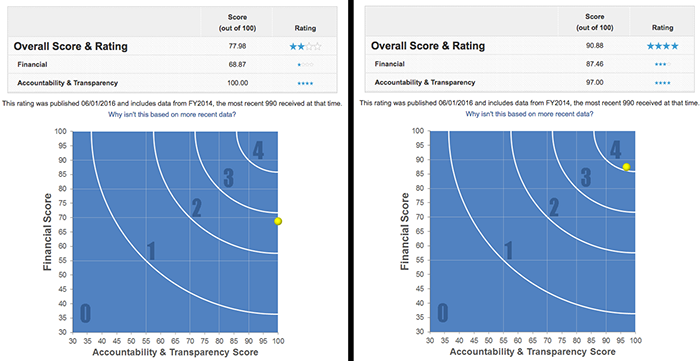 Score
(out of 100)
Rating
Overall Score & Rating
77.98
Financial
68.87
Accountability & Transparency
100.00
This rating was published 06/01/2016 and includes data from FY2014, the most recent 990 received at that time.
Why isn't this based on more recent data?
100
95
90
85
80
75
70
65
60
55
50
45
40
35
30
Financial Score
4
3
2
1
0
30 35 40 45 50 55 60 65 70 75 80 85 90 95 100
Accountability & Transparency Score
Score
(out of 100)
Rating
Overall Score & Rating
90.88
Financial
87.46
Accountability & Transparency
97.00
This rating was published 06/01/2016 and includes data from FY2014, the most recent 990 received at that time.
Why isn't this based on more recent data?
100
95
90
85
80
75
70
65
60
55
50
45
40
35
30
Financial Score
4
3
2
1
0
30 35 40 45 50 55 60 65 70 75 80 85 90 95 100
Accountability & Transparency Score